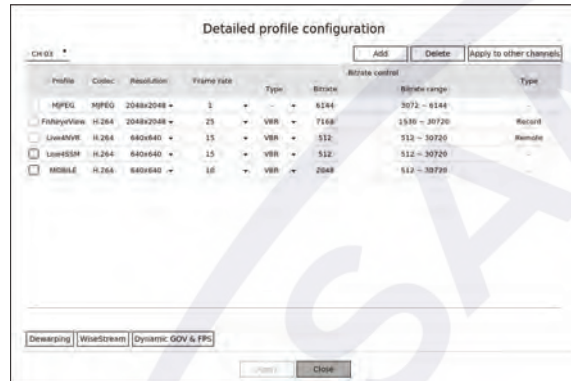 Detailed profile configuration
CH 03
Add Delete Apply to other channels
Bitrate control
Profile Codec Resolution Frame rate Type Bitrate Bitrate range Type
MJPEG MJPEG 2048x2048 1 - 6144 3072 ~ 6144 -
FisheyeView H.264 2048x2048 25 VBR 7168 1536 ~ 30720 Record
Live4NVR H.264 640x640 15 VBR 512 512 ~ 30720 Remote
Live4SSM H.264 640x640 15 VBR 512 512 ~ 30720 -
MOBILE H.264 640x640 10 VBR 2048 512 ~ 30720 -
Dewarping WiseStream Dynamic GOV & FPS
Close